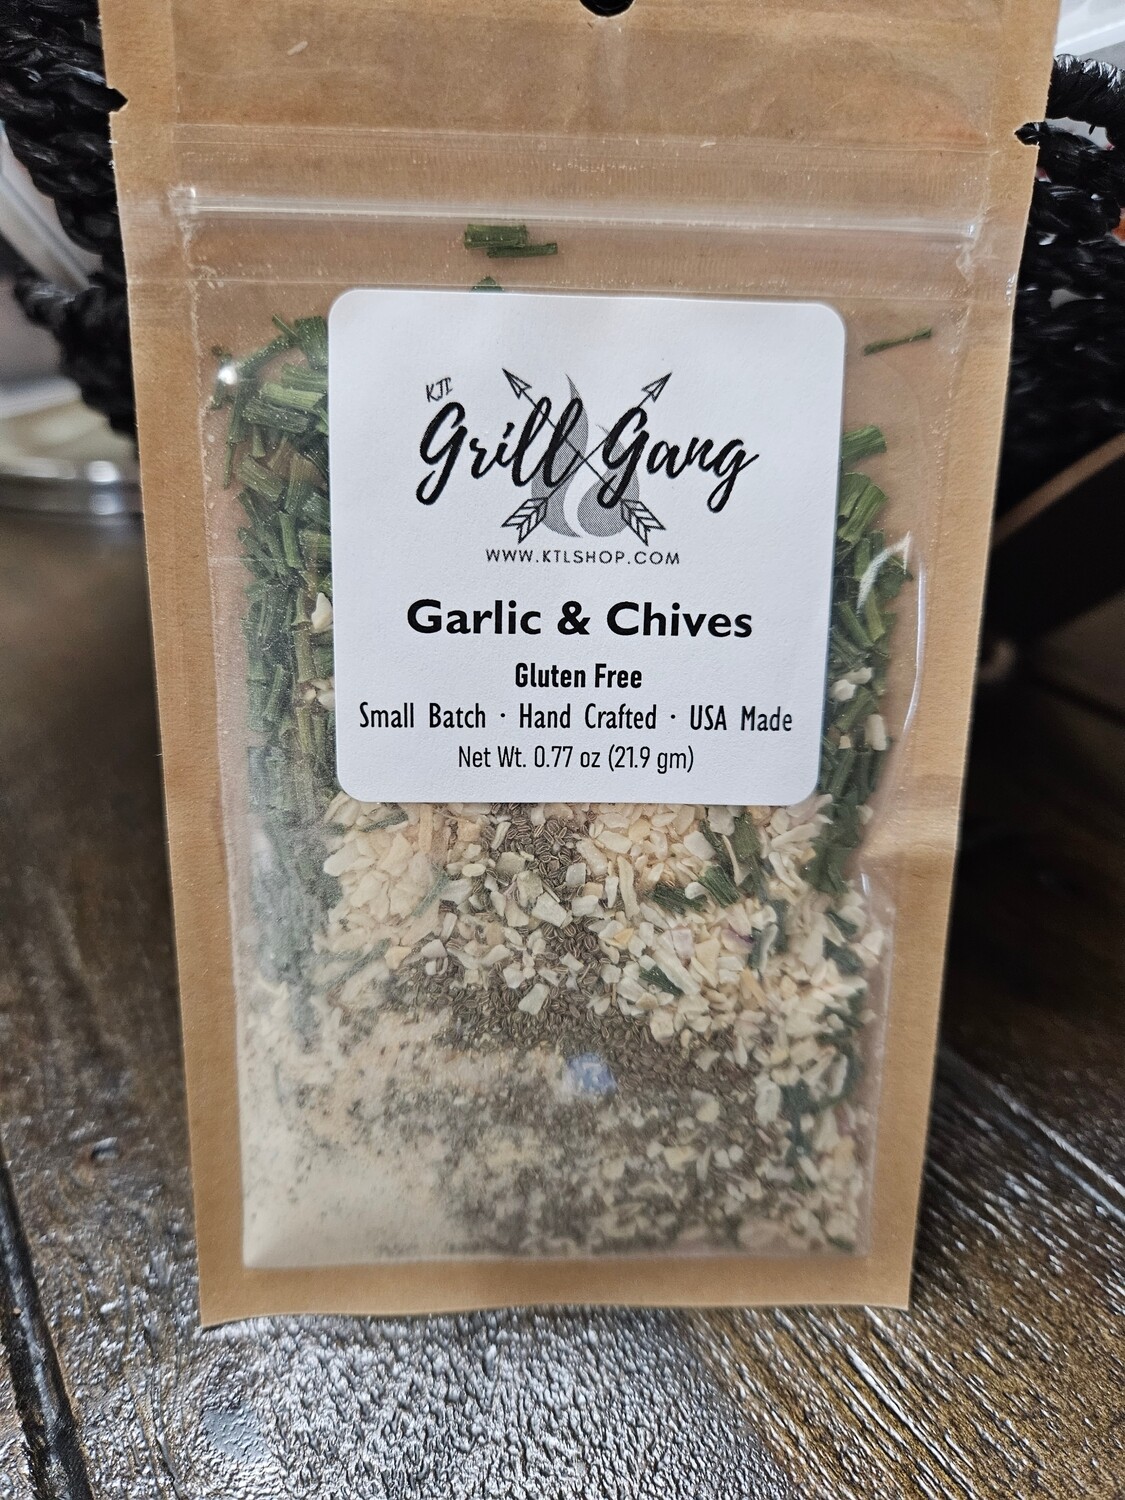 KTL
Grill Gang
WWW.KTLSHOP.COM
Garlic & Chives
Gluten Free
Small Batch · Hand Crafted · USA Made
Net Wt. 0.77 oz (21.9 gm)